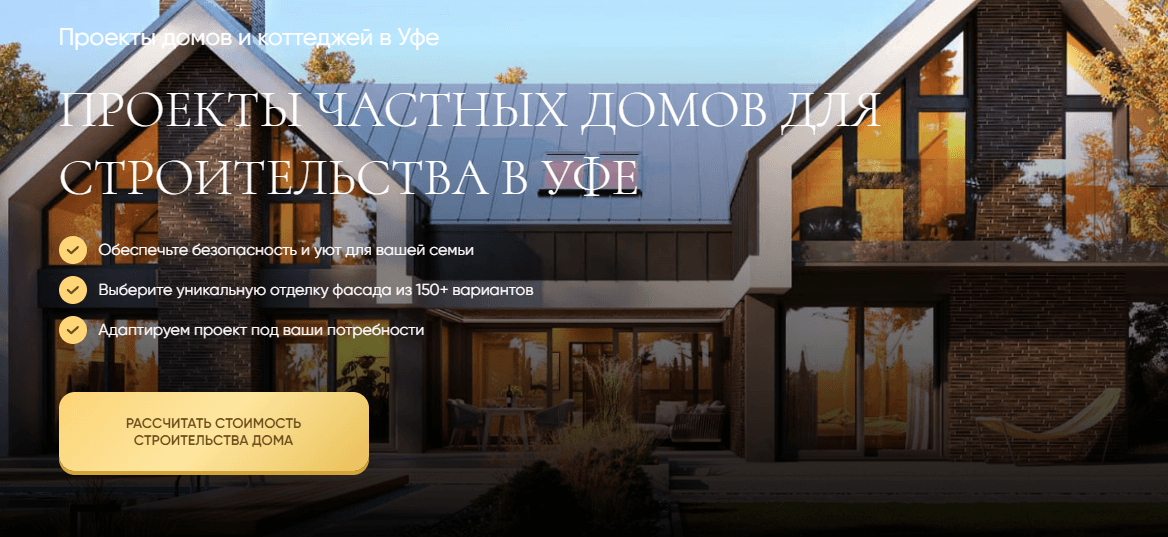 Проекты домов и коттеджей в Уфе
ПРОЕКТЫ ЧАСТНЫХ ДОМОВ ДЛЯ
СТРОИТЕЛЬСТВА В УФЕ
Обеспечьте безопасность и уют для вашей семьи
Выберите уникальную отделку фасада из 150+ вариантов
Адаптируем проект под ваши потребности
РАССЧИТАТЬ СТОИМОСТЬ
СТРОИТЕЛЬСТВА ДОМА